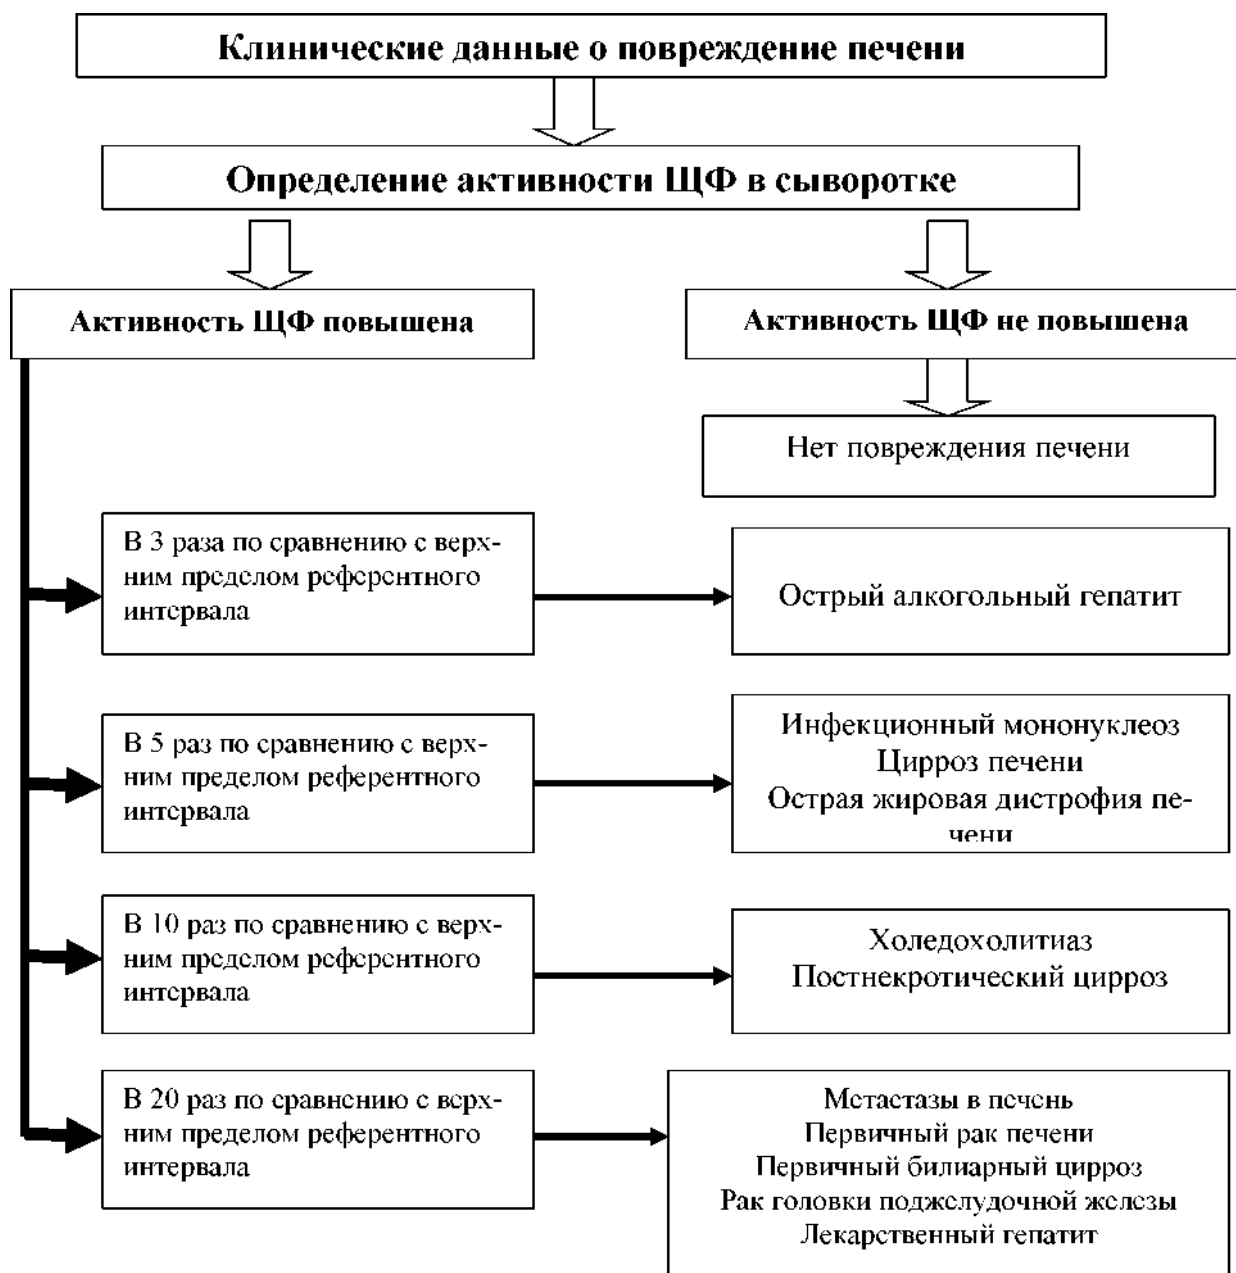 Клинические данные о повреждение печени
Определение активности ЩФ в сыворотке
Активность ЩФ повышена
Активность ЩФ не повышена
Нет повреждения печени
В 3 раза по сравнению с верх-
ним пределом референтного
интервала
Острый алкогольный гепатит
В 5 раз по сравнению с верх-
ним пределом референтного
интервала
Инфекционный мононуклеоз
Цирроз печени
Острая жировая дистрофия пе-
чени
В 10 раз по сравнению с верх-
ним пределом референтного
интервала
Холедохолитиаз
Постнекротический цирроз
В 20 раз по сравнению с верх-
ним пределом референтного
интервала
Метастазы в печень
Первичный рак печени
Первичный билиарный цирроз
Рак головки поджелудочной железы
Лекарственный гепатит